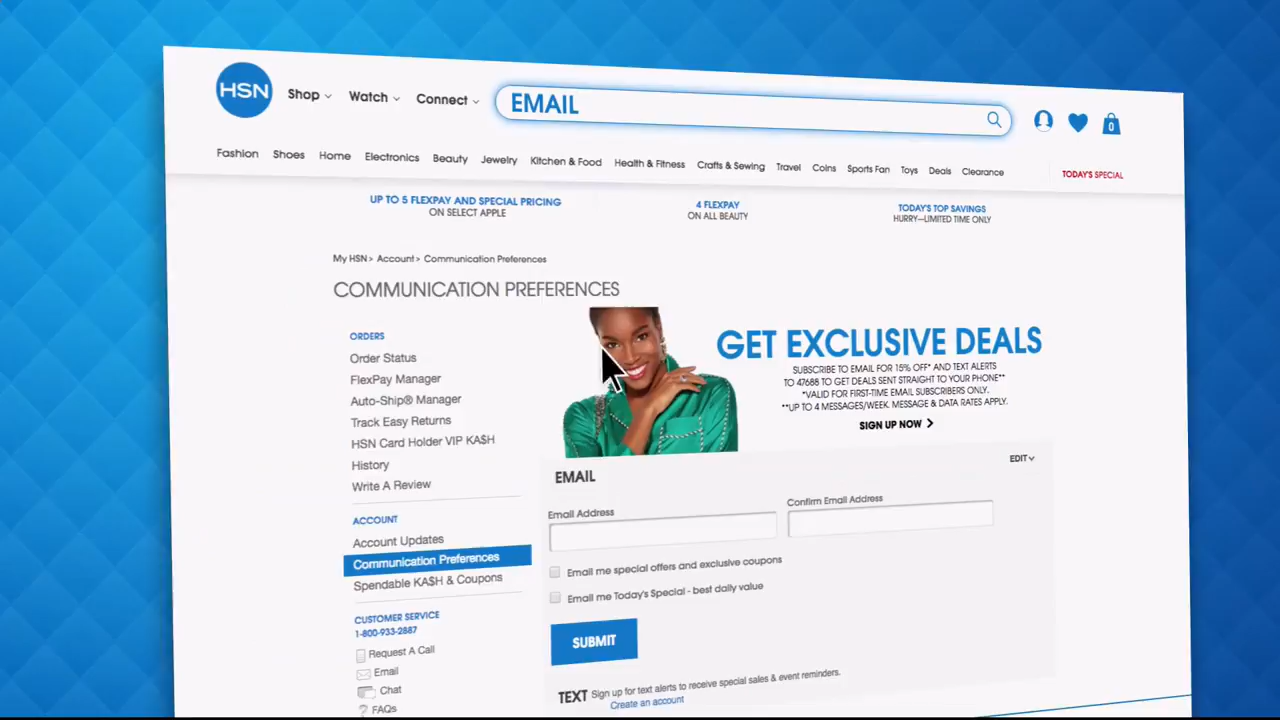 HSN
Shop
Watch
Connect
EMAIL
0
Fashion Shoes Home Electronics Beauty Jewelry Kitchen & Food Health & Fitness Crafts & Sewing Travel Coins Sports Fan Toys Deals Clearance
TODAY'S SPECIAL
UP TO 5 FLEXPAY AND SPECIAL PRICING
ON SELECT APPLE
4 FLEXPAY
ON ALL BEAUTY
TODAY'S TOP SAVINGS
HURRY—LIMITED TIME ONLY
My HSN> Account> Communication Preferences
COMMUNICATION PREFERENCES
ORDERS
Order Status
FlexPay Manager
Auto-Ship® Manager
Track Easy Returns
HSN Card Holder VIP KA$H
History
Write A Review
ACCOUNT
Account Updates
Communication Preferences
Spendable KA$H & Coupons
CUSTOMER SERVICE
1-800-933-2887
Request A Call
Email
Chat
? FAQs
GET EXCLUSIVE DEALS
SUBSCRIBE TO EMAIL FOR 15% OFF* AND TEXT ALERTS
TO 47688 TO GET DEALS SENT STRAIGHT TO YOUR PHONE**
*VALID FOR FIRST-TIME EMAIL SUBSCRIBERS ONLY.
**UP TO 4 MESSAGES/WEEK. MESSAGE & DATA RATES APPLY.
SIGN UP NOW >
EMAIL
EDIT
Email Address
Confirm Email Address
Email me special offers and exclusive coupons
Email me Today's Special - best daily value
SUBMIT
TEXT Sign up for text alerts to receive special sales & event reminders.
Create an account